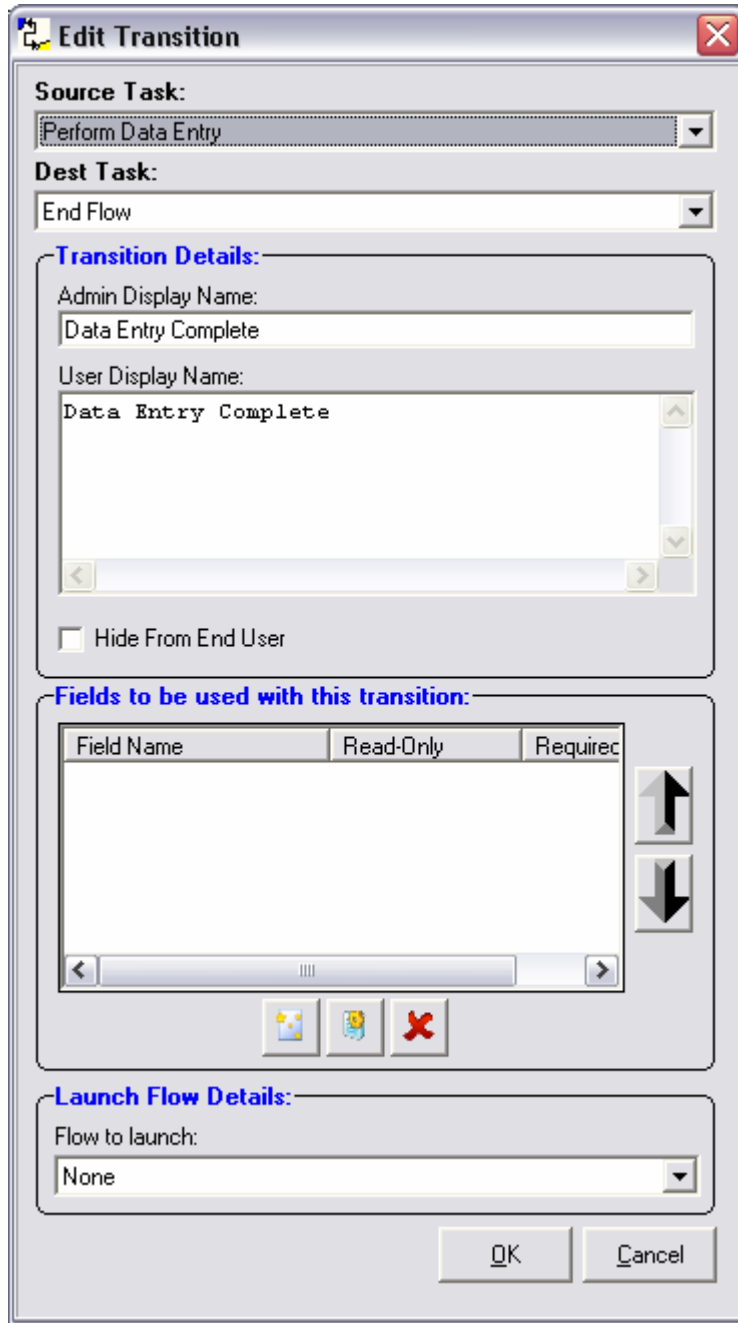 Edit Transition
Source Task:
Perform Data Entry
Dest Task:
End Flow
Transition Details:
Admin Display Name:
Data Entry Complete
User Display Name:
Data Entry Complete
Hide From End User
Fields to be used with this transition:
Field Name Read-Only Required
Launch Flow Details:
Flow to launch:
None
OK Cancel